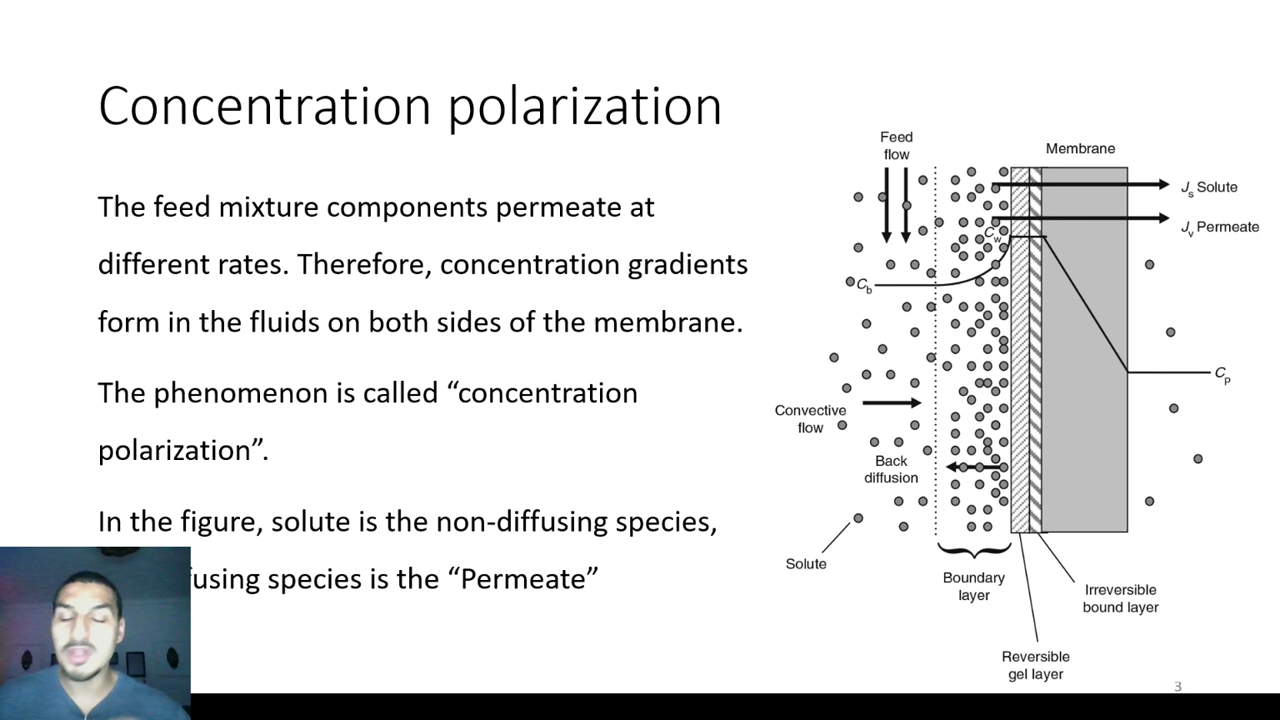 Concentration polarization
The feed mixture components permeate at
different rates. Therefore, concentration gradients
form in the fluids on both sides of the membrane.
The phenomenon is called “concentration
polarization”.
In the figure, solute is the non-diffusing species,
fusing species is the “Permeate”
Feed
flow
Membrane
Js Solute
Jv Permeate
Cw
Cb
Cp
Convective
flow
Back
diffusion
Solute
Boundary
layer
Irreversible
bound layer
Reversible
gel layer
3